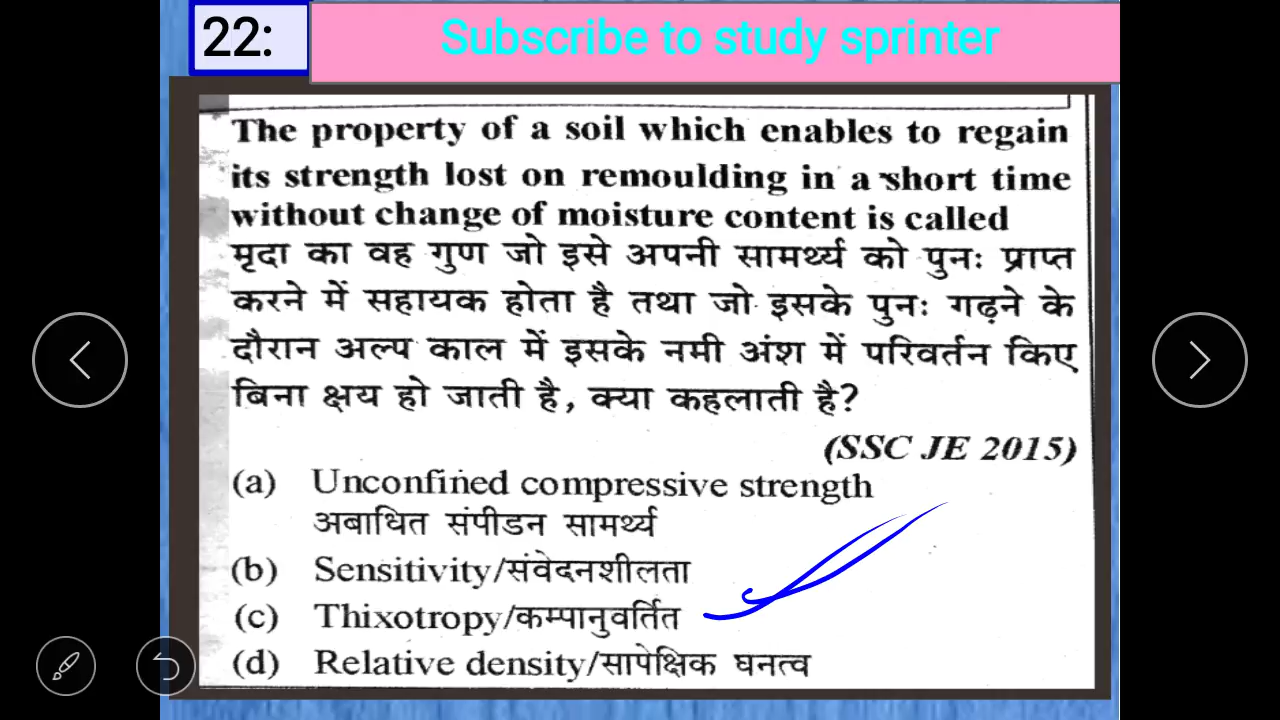 22:
Subscribe to study sprinter
The property of a soil which enables to regain
its strength lost on remoulding in a short time
without change of moisture content is called
मृदा का वह गुण जो इसे अपनी सामर्थ्य को पुनः प्राप्त
करने में सहायक होता है तथा जो इसके पुनः गढ़ने के
दौरान अल्प काल में इसके नमी अंश में परिवर्तन किए
बिना क्षय हो जाती है, क्या कहलाती है?
(SSC JE 2015)
(a) Unconfined compressive strength
अबाधित संपीडन सामर्थ्य
(b) Sensitivity/संवेदनशीलता
(c) Thixotropy/कम्पानुवर्तित
(d) Relative density/सापेक्षिक घनत्व